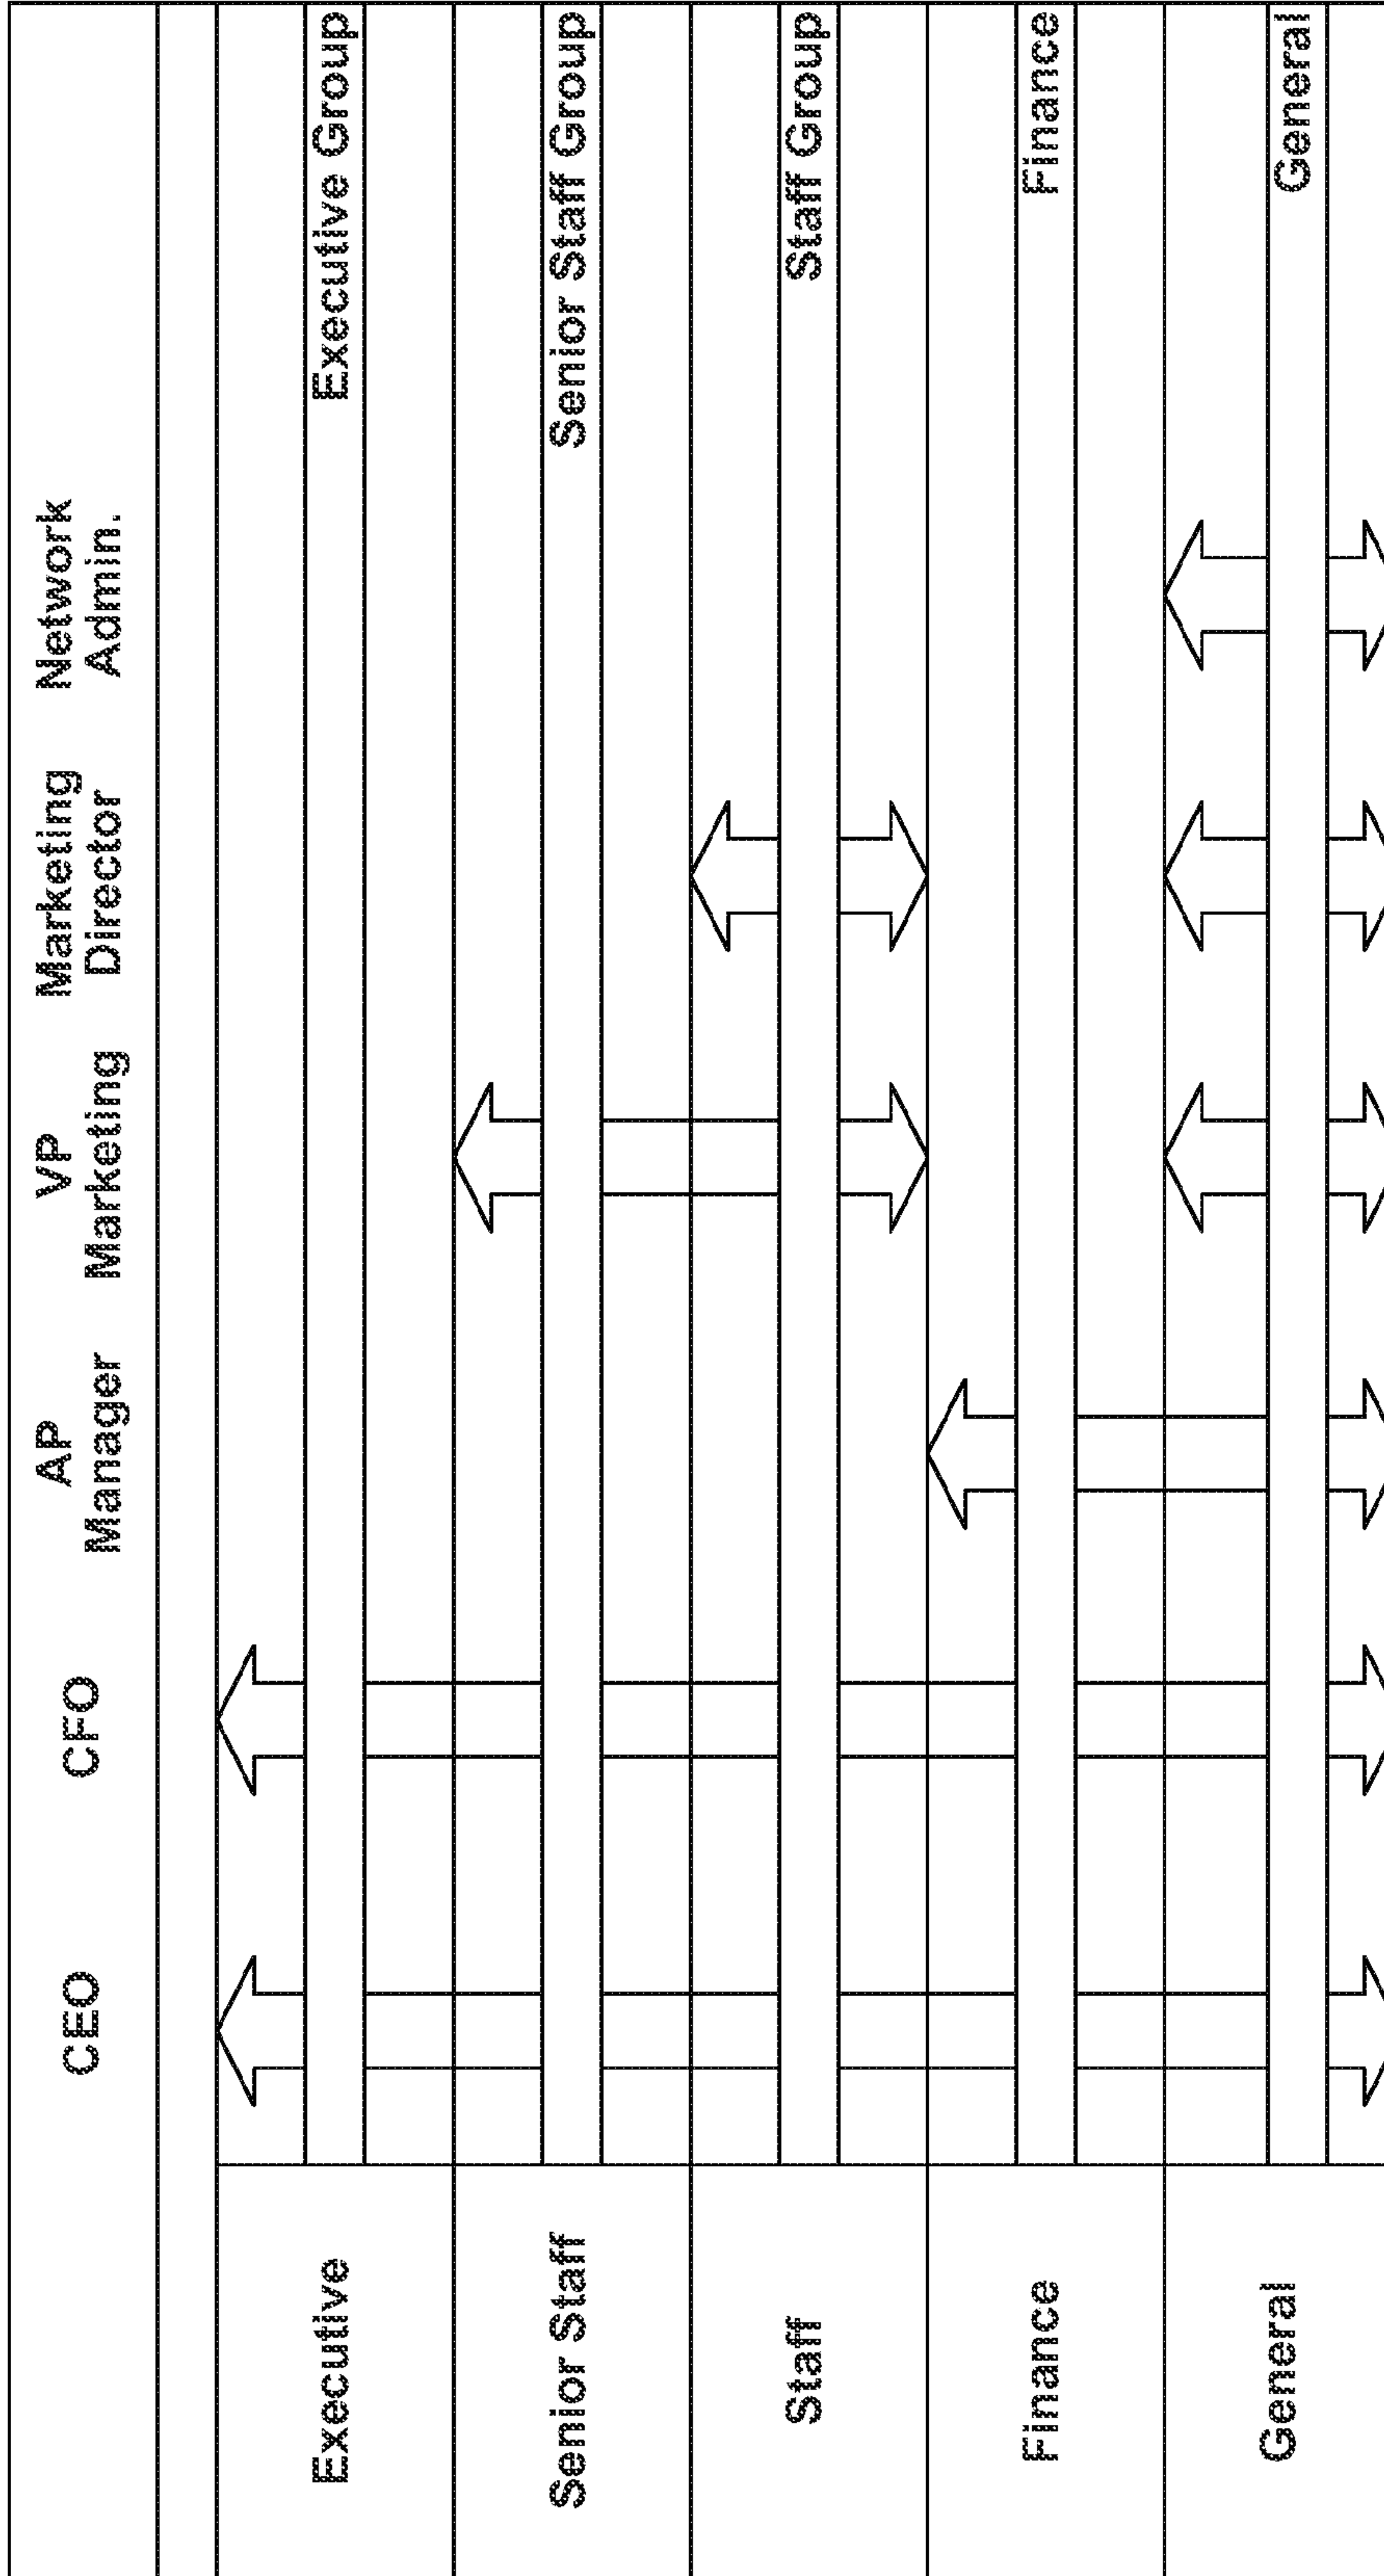 CEO
CFO
AP
Manager
VP
Marketing
Marketing
Director
Network
Admin.
Executive
Executive Group
Senior Staff
Senior Staff Group
Staff
Staff Group
Finance
Finance
General
General